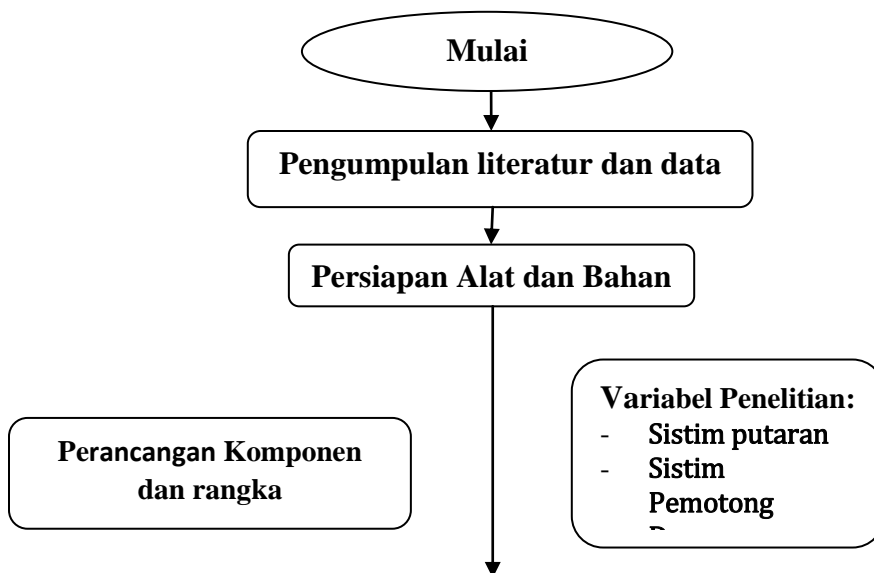 Mulai
Pengumpulan literatur dan data
Persiapan Alat dan Bahan
Perancangan Komponen
dan rangka
Variabel Penelitian:
- Sistim putaran
- Sistim
Pemotong